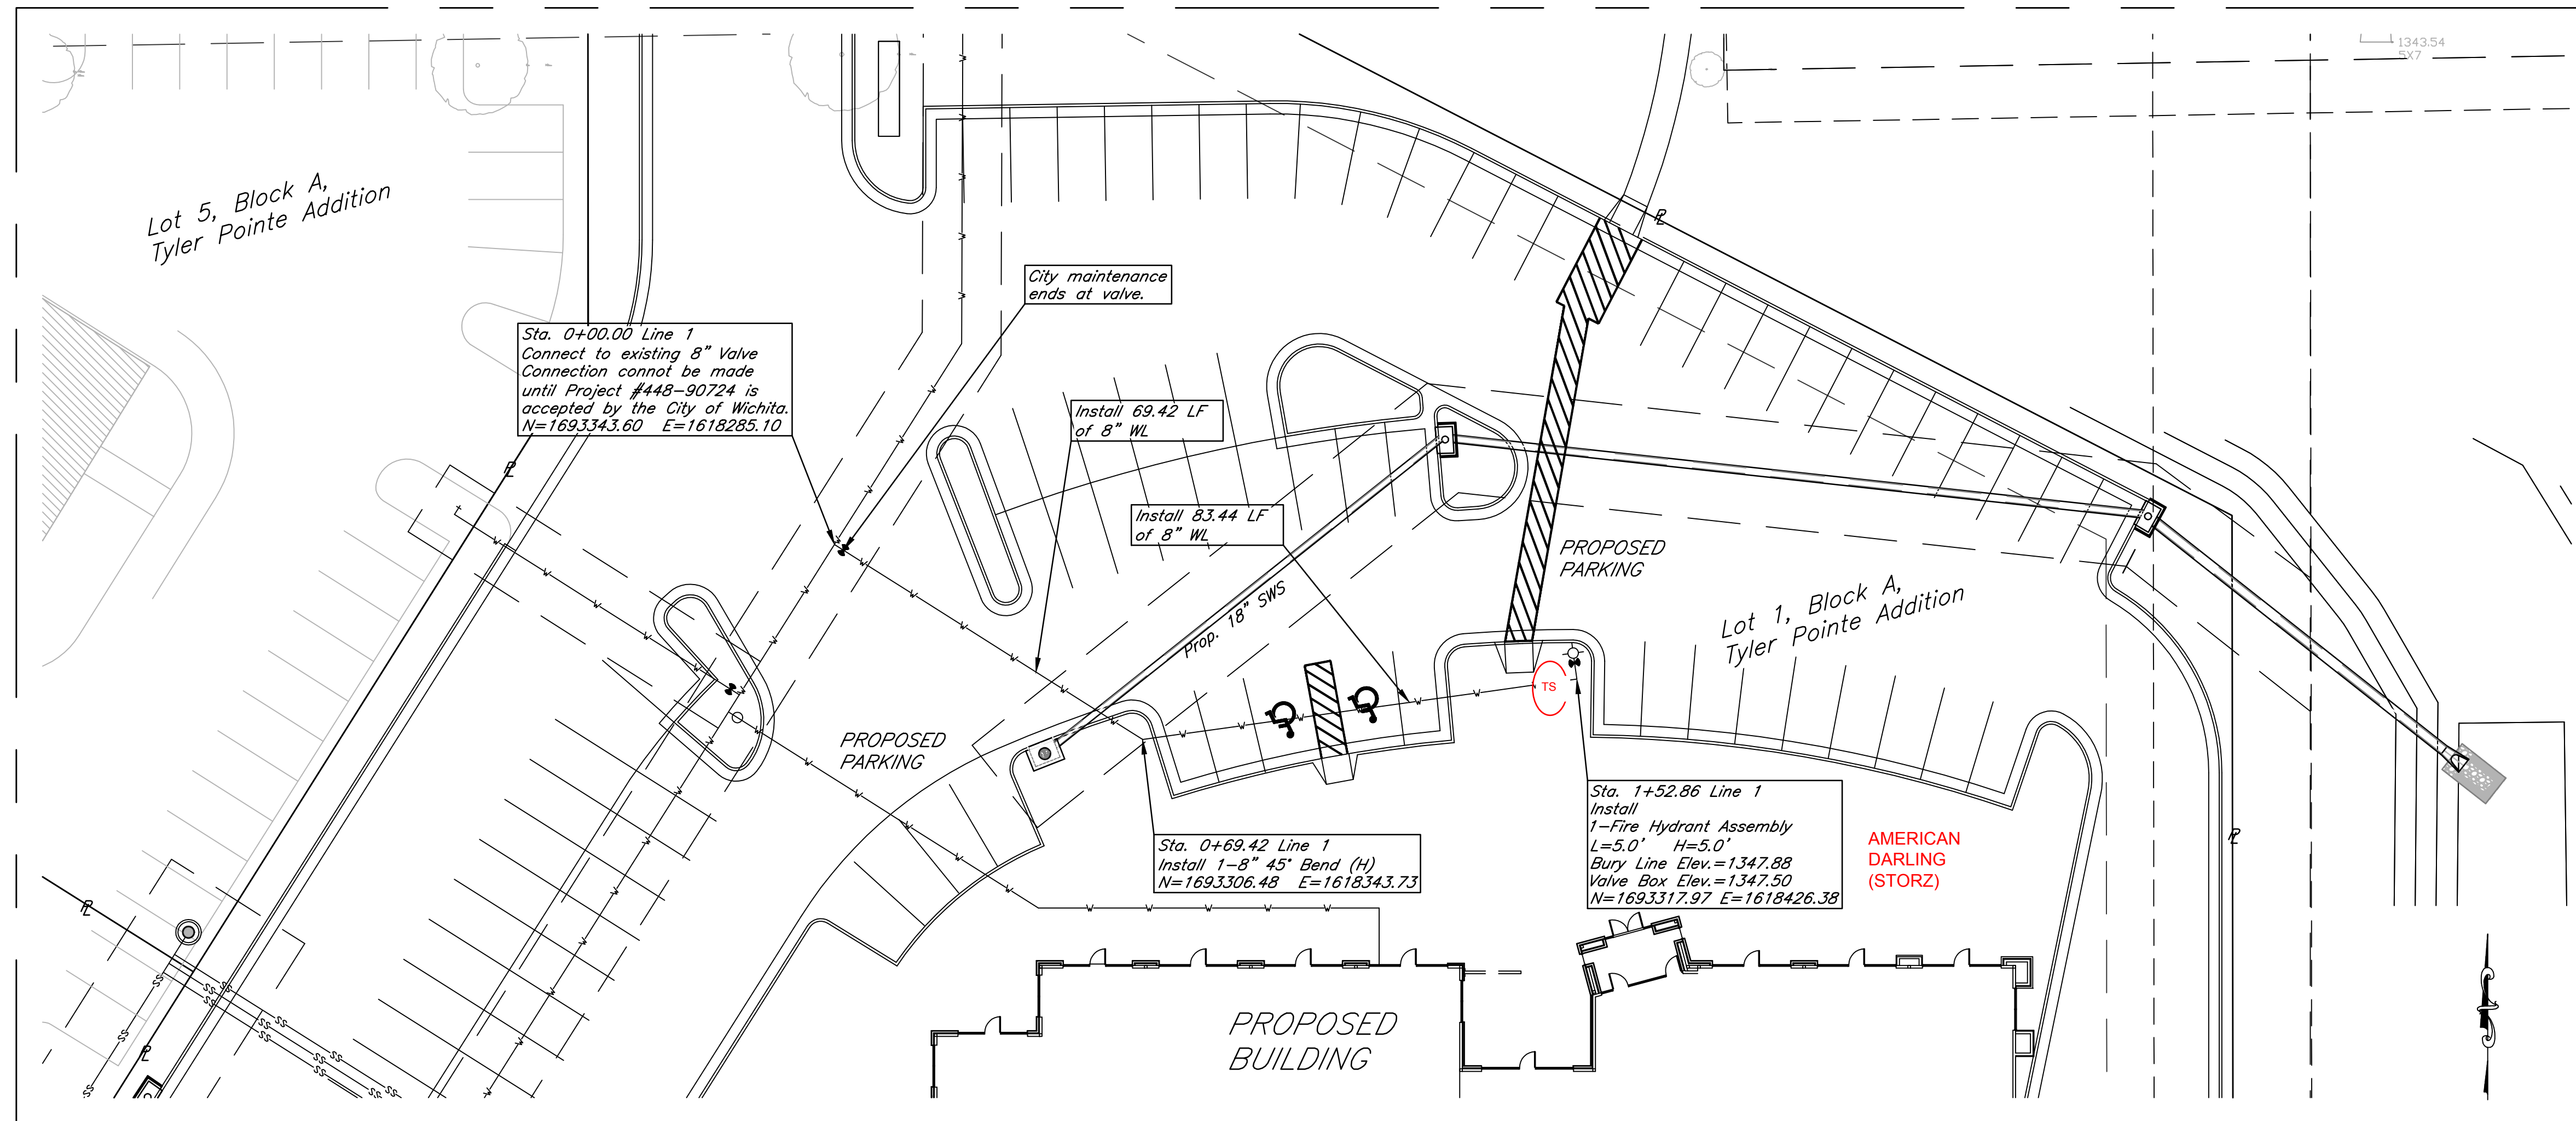 1343.54
5X7
Lot 5, Block A,
Tyler Pointe Addition
City maintenance
ends at valve.
Sta. 0+00.00 Line 1
Connect to existing 8" Valve
Connection connot be made
until Project #448-90724 is
accepted by the City of Wichita.
N=1693343.60 E=1618285.10
Install 69.42 LF
of 8" WL
Install 83.44 LF
of 8" WL
PROPOSED
PARKING
Prop. 18" SWS
Lot 1, Block A,
Tyler Pointe Addition
TS
PROPOSED
PARKING
Sta. 0+69.42 Line 1
Install 1-8" 45° Bend (H)
N=1693306.48 E=1618343.73
Sta. 1+52.86 Line 1
Install
1-Fire Hydrant Assembly
L=5.0' H=5.0'
Bury Line Elev.=1347.88
Valve Box Elev.=1347.50
N=1693317.97 E=1618426.38
AMERICAN
DARLING
(STORZ)
PROPOSED
BUILDING